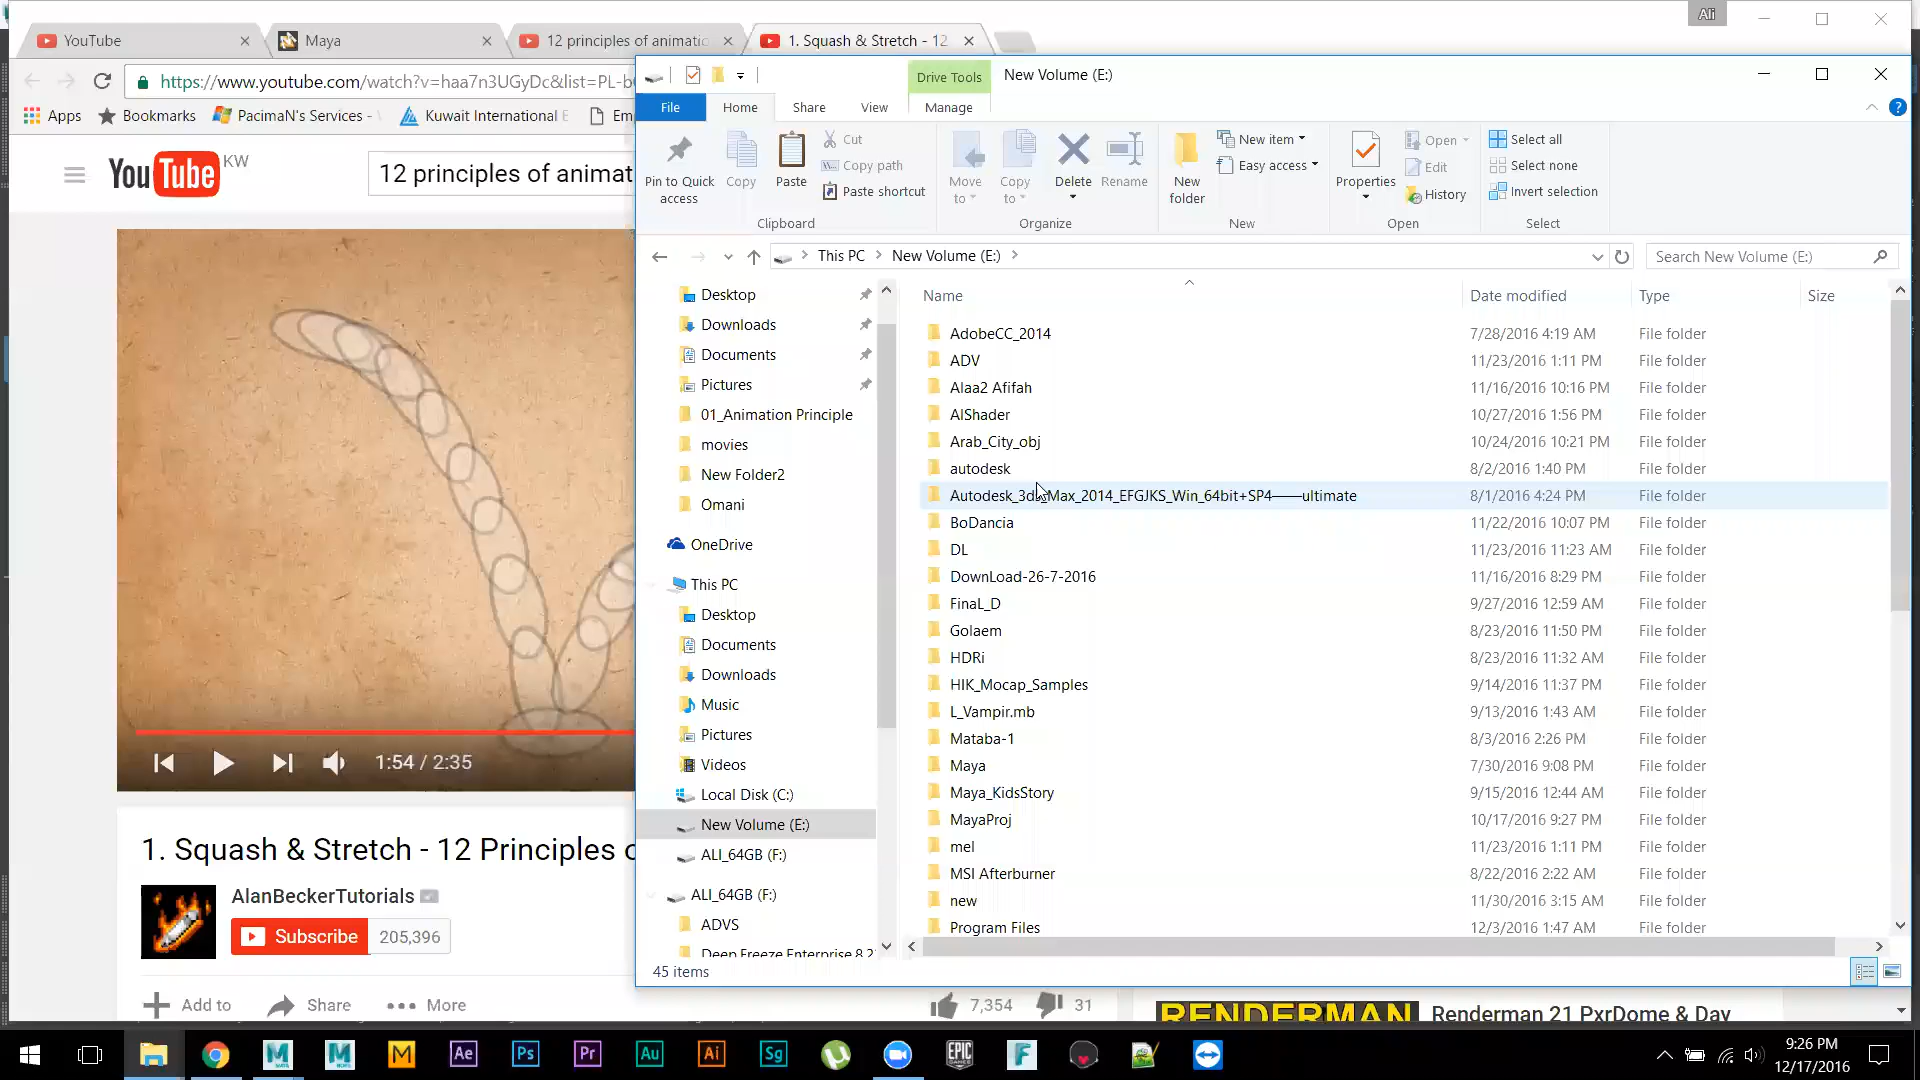 Ali
YouTube
Maya
12 principles of animatic
1. Squash & Stretch - 12
https://www.youtube.com/watch?v=haa7n3UGyDc&list=PL-b
Apps
Bookmarks
PacimaN's Services -
Kuwait International E
Em
YouTube KW
12 principles of animat
1:54 / 2:35
1. Squash & Stretch - 12 Principles o
AlanBeckerTutorials
Subscribe 205,396
Add to
Share
More
7,354
31
RENDERMAN
Renderman 21 PxrDome & Day
Drive Tools
New Volume (E:)
File
Home
Share
View
Manage
Pin to Quick access
Copy
Paste
Cut
Copy path
Paste shortcut
Clipboard
Move to
Copy to
Delete
Rename
Organize
New folder
New item
Easy access
New
Properties
Open
Edit
History
Open
Select all
Select none
Invert selection
Select
This PC
New Volume (E:)
Search New Volume (E:)
Desktop
Downloads
Documents
Pictures
01_Animation Principle
movies
New Folder2
Omani
OneDrive
This PC
Desktop
Documents
Downloads
Music
Pictures
Videos
Local Disk (C:)
New Volume (E:)
ALI_64GB (F:)
ALI_64GB (F:)
ADVS
Deep Freeze Enterprise 8.2
Name Date modified Type Size
AdobeCC_2014 7/28/2016 4:19 AM File folder
ADV 11/23/2016 1:11 PM File folder
Alaa2 Afifah 11/16/2016 10:16 PM File folder
AlShader 10/27/2016 1:56 PM File folder
Arab_City_obj 10/24/2016 10:21 PM File folder
autodesk 8/2/2016 1:40 PM File folder
Autodesk_3ds_Max_2014_EFGJKS_Win_64bit+SP4——ultimate 8/1/2016 4:24 PM File folder
BoDancia 11/22/2016 10:07 PM File folder
DL 11/23/2016 11:23 AM File folder
DownLoad-26-7-2016 11/16/2016 8:29 PM File folder
FinaL_D 9/27/2016 12:59 AM File folder
Golaem 8/23/2016 11:50 PM File folder
HDRi 8/23/2016 11:32 AM File folder
HIK_Mocap_Samples 9/14/2016 11:37 PM File folder
L_Vampir.mb 9/13/2016 1:43 AM File folder
Mataba-1 8/3/2016 2:26 PM File folder
Maya 7/30/2016 9:08 PM File folder
Maya_KidsStory 9/15/2016 12:44 AM File folder
MayaProj 10/17/2016 9:27 PM File folder
mel 11/23/2016 1:11 PM File folder
MSI Afterburner 8/22/2016 2:22 AM File folder
new 11/30/2016 3:15 AM File folder
Program Files 12/3/2016 1:47 AM File folder
45 items
M
M
M
Ae
Ps
Pr
Au
Ai
Sg
EPIC
F
9:26 PM
12/17/2016